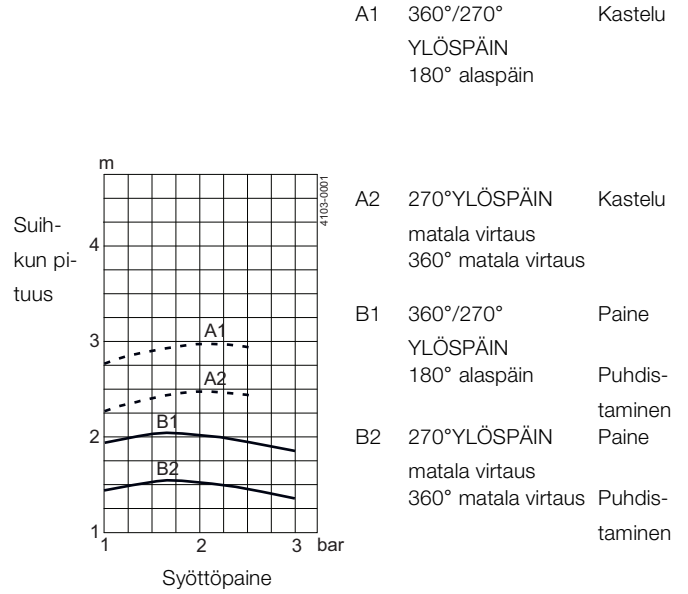 A1 360°/270° Kastelu
YLÖSPÄIN
180° alaspäin
m
4103-0001
A2 270°YLÖSPÄIN Kastelu
matala virtaus
360° matala virtaus
Suih-
kun pi-
tuus
4
3
2
1
A1
A2
B1
B2
1 2 3 bar
Syöttöpaine
B1 360°/270° Paine
YLÖSPÄIN
180° alaspäin Puhdis-
taminen
B2 270°YLÖSPÄIN Paine
matala virtaus
360° matala virtaus Puhdis-
taminen